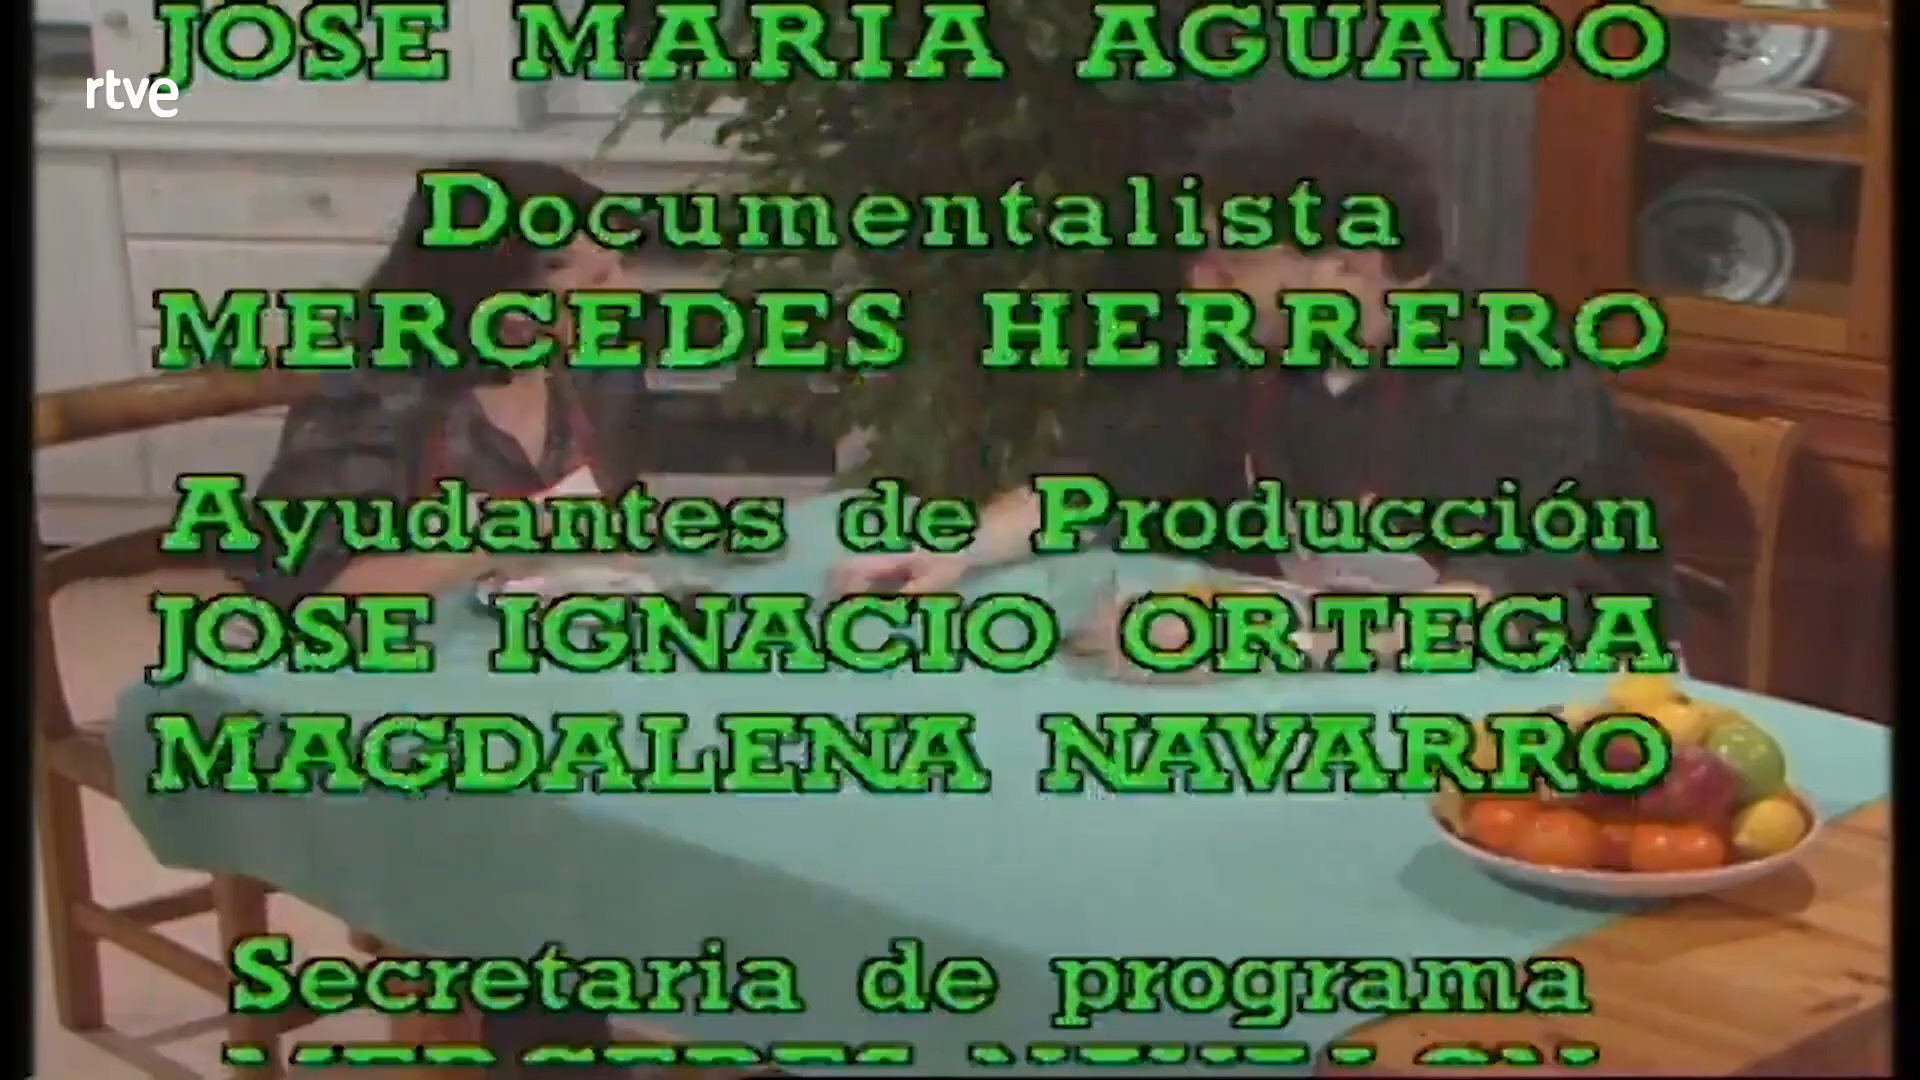 JOSE MARIA AGUADO
rtve
Documentalista
MERCEDES HERRERO
Ayudantes de Producción
JOSE IGNACIO ORTEGA
MAGDALENA NAVARRO
Secretaria de programa